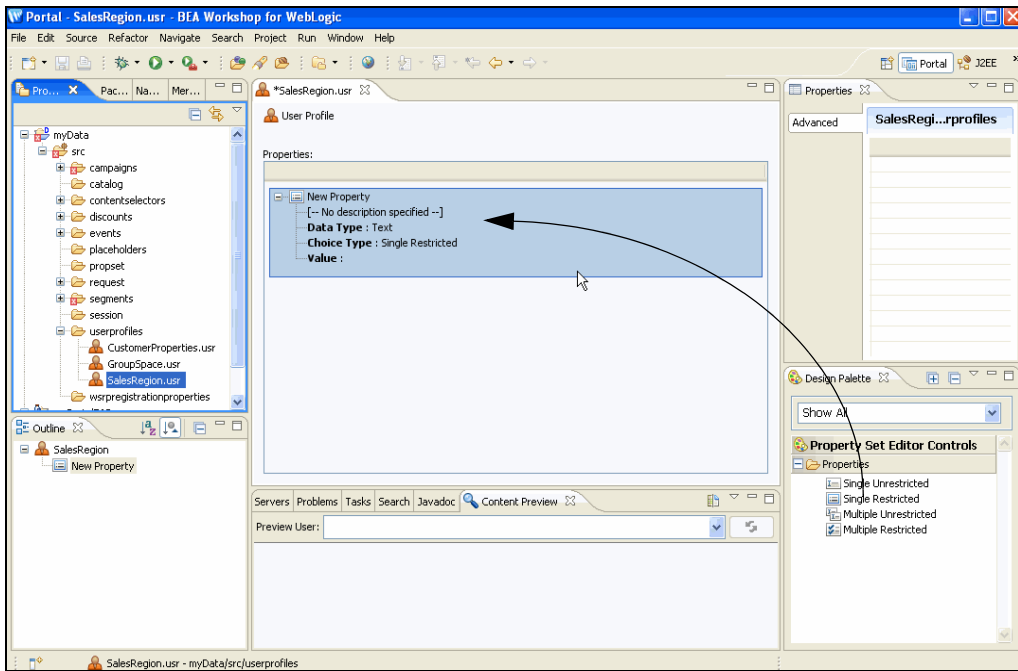 Portal - SalesRegion.usr - BEA Workshop for WebLogic
File Edit Source Refactor Navigate Search Project Run Window Help
Portal J2EE »
Pro... Pac... Na... Mer...
myData
src
campaigns
catalog
contentselectors
discounts
events
placeholders
propset
request
segments
session
userprofiles
CustomerProperties.usr
GroupSpace.usr
SalesRegion.usr
wsrpregistrationproperties
Outline
SalesRegion
New Property
*SalesRegion.usr
User Profile
Properties:
New Property
[-- No description specified --]
Data Type : Text
Choice Type : Single Restricted
Value :
Servers Problems Tasks Search Javadoc Content Preview
Preview User:
Properties
Advanced
SalesRegi...rprofiles
Design Palette
Show All
Property Set Editor Controls
Properties
Single Unrestricted
Single Restricted
Multiple Unrestricted
Multiple Restricted
SalesRegion.usr - myData/src/userprofiles